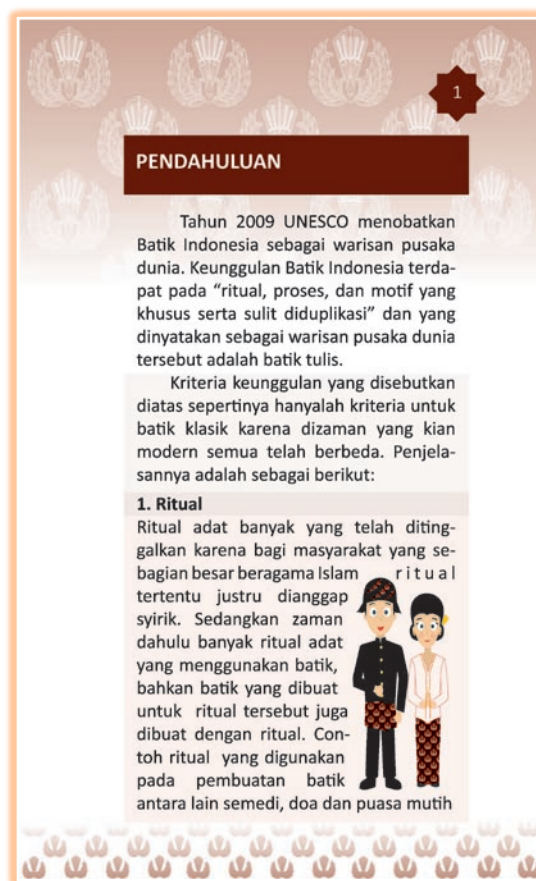 1
PENDAHULUAN
Tahun 2009 UNESCO menobatkan
Batik Indonesia sebagai warisan pusaka
dunia. Keunggulan Batik Indonesia terda-
pat pada “ritual, proses, dan motif yang
khusus serta sulit diduplikasi” dan yang
dinyatakan sebagai warisan pusaka dunia
tersebut adalah batik tulis.
Kriteria keunggulan yang disebutkan
diatas sepertinya hanyalah kriteria untuk
batik klasik karena dizaman yang kian
modern semua telah berbeda. Penjela-
sannya adalah sebagai berikut:
1. Ritual
Ritual adat banyak yang telah diting-
galkan karena bagi masyarakat yang se-
bagian besar beragama Islam ritual
tertentu justru dianggap
syirik. Sedangkan zaman
dahulu banyak ritual adat
yang menggunakan batik,
bahkan batik yang dibuat
untuk ritual tersebut juga
dibuat dengan ritual. Con-
toh ritual yang digunakan
pada pembuatan batik
antara lain semedi, doa dan puasa mutih